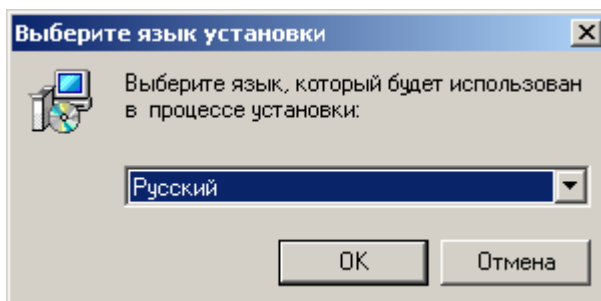 Выберите язык установки
Выберите язык, который будет использован
в процессе установки:
Русский
OK
Отмена